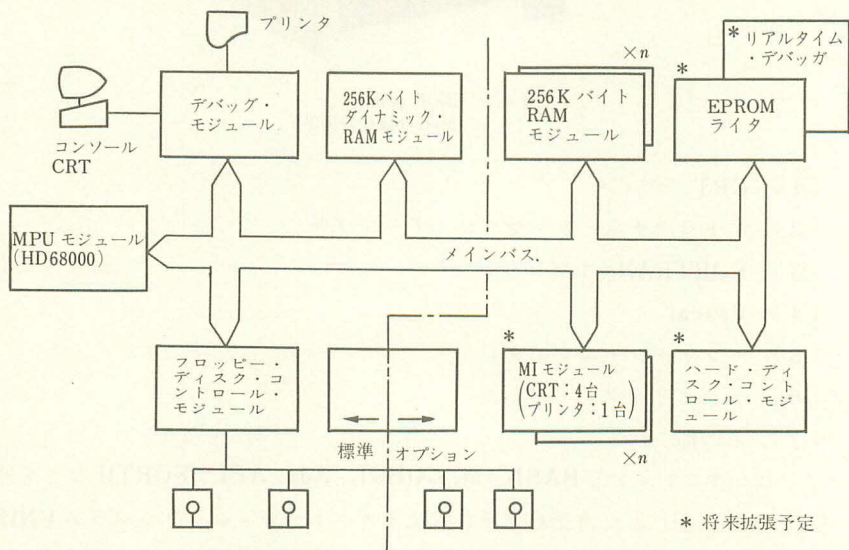 プリンタ
* リアルタイム
・デバッガ
×n
デバッグ・
モジュール
256Kバイト
ダイナミック・
RAMモジュール
256Kバイト
RAM
モジュール
*
EPROM
ライタ
コンソール
CRT
MPUモジュール
(HD68000)
メインバス
フロッピー・
ディスク・コ
ントロール・
モジュール
標準
オプション
*
MIモジュール
(CRT:4台
プリンタ:1台)
×n
*
ハード・ディ
スク・コント
ロール・モジ
ュール
* 将来拡張予定